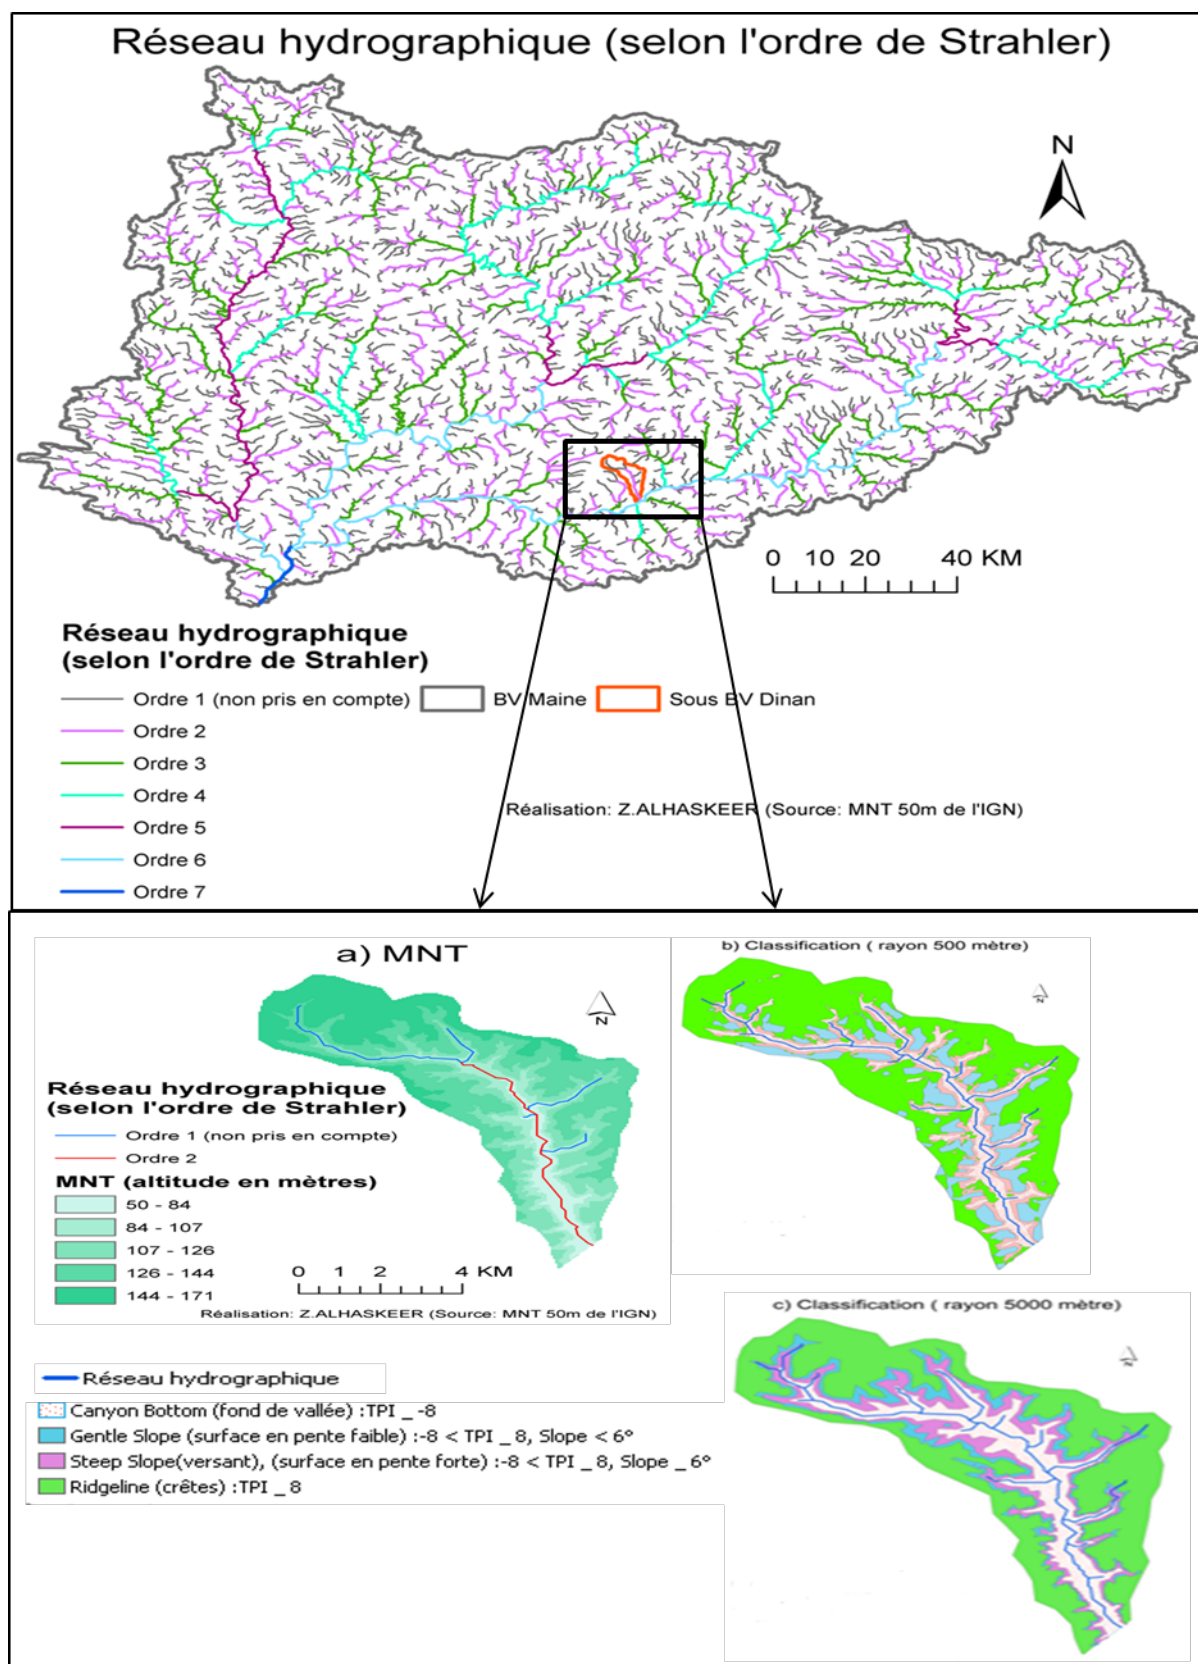 Réseau hydrographique (selon l'ordre de Strahler)
N
0 10 20 40 KM
Réseau hydrographique
(selon l'ordre de Strahler)
Ordre 1 (non pris en compte) BV Maine Sous BV Dinan
Ordre 2
Ordre 3
Ordre 4
Ordre 5
Ordre 6
Ordre 7
Réalisation: Z.ALHASKEER (Source: MNT 50m de l'IGN)
a) MNT
N
Réseau hydrographique
(selon l'ordre de Strahler)
Ordre 1 (non pris en compte)
Ordre 2
MNT (altitude en mètres)
50 - 84
84 - 107
107 - 126
126 - 144
144 - 171
0 1 2 4 KM
Réalisation: Z.ALHASKEER (Source: MNT 50m de l'IGN)
b) Classification ( rayon 500 mètre)
N
c) Classification ( rayon 5000 mètre)
N
Réseau hydrographique
Canyon Bottom (fond de vallée) :TPI _ -8
Gentle Slope (surface en pente faible) :-8 < TPI _ 8, Slope < 6°
Steep Slope(versant), (surface en pente forte) :-8 < TPI _ 8, Slope _ 6°
Ridgeline (crêtes) :TPI _ 8